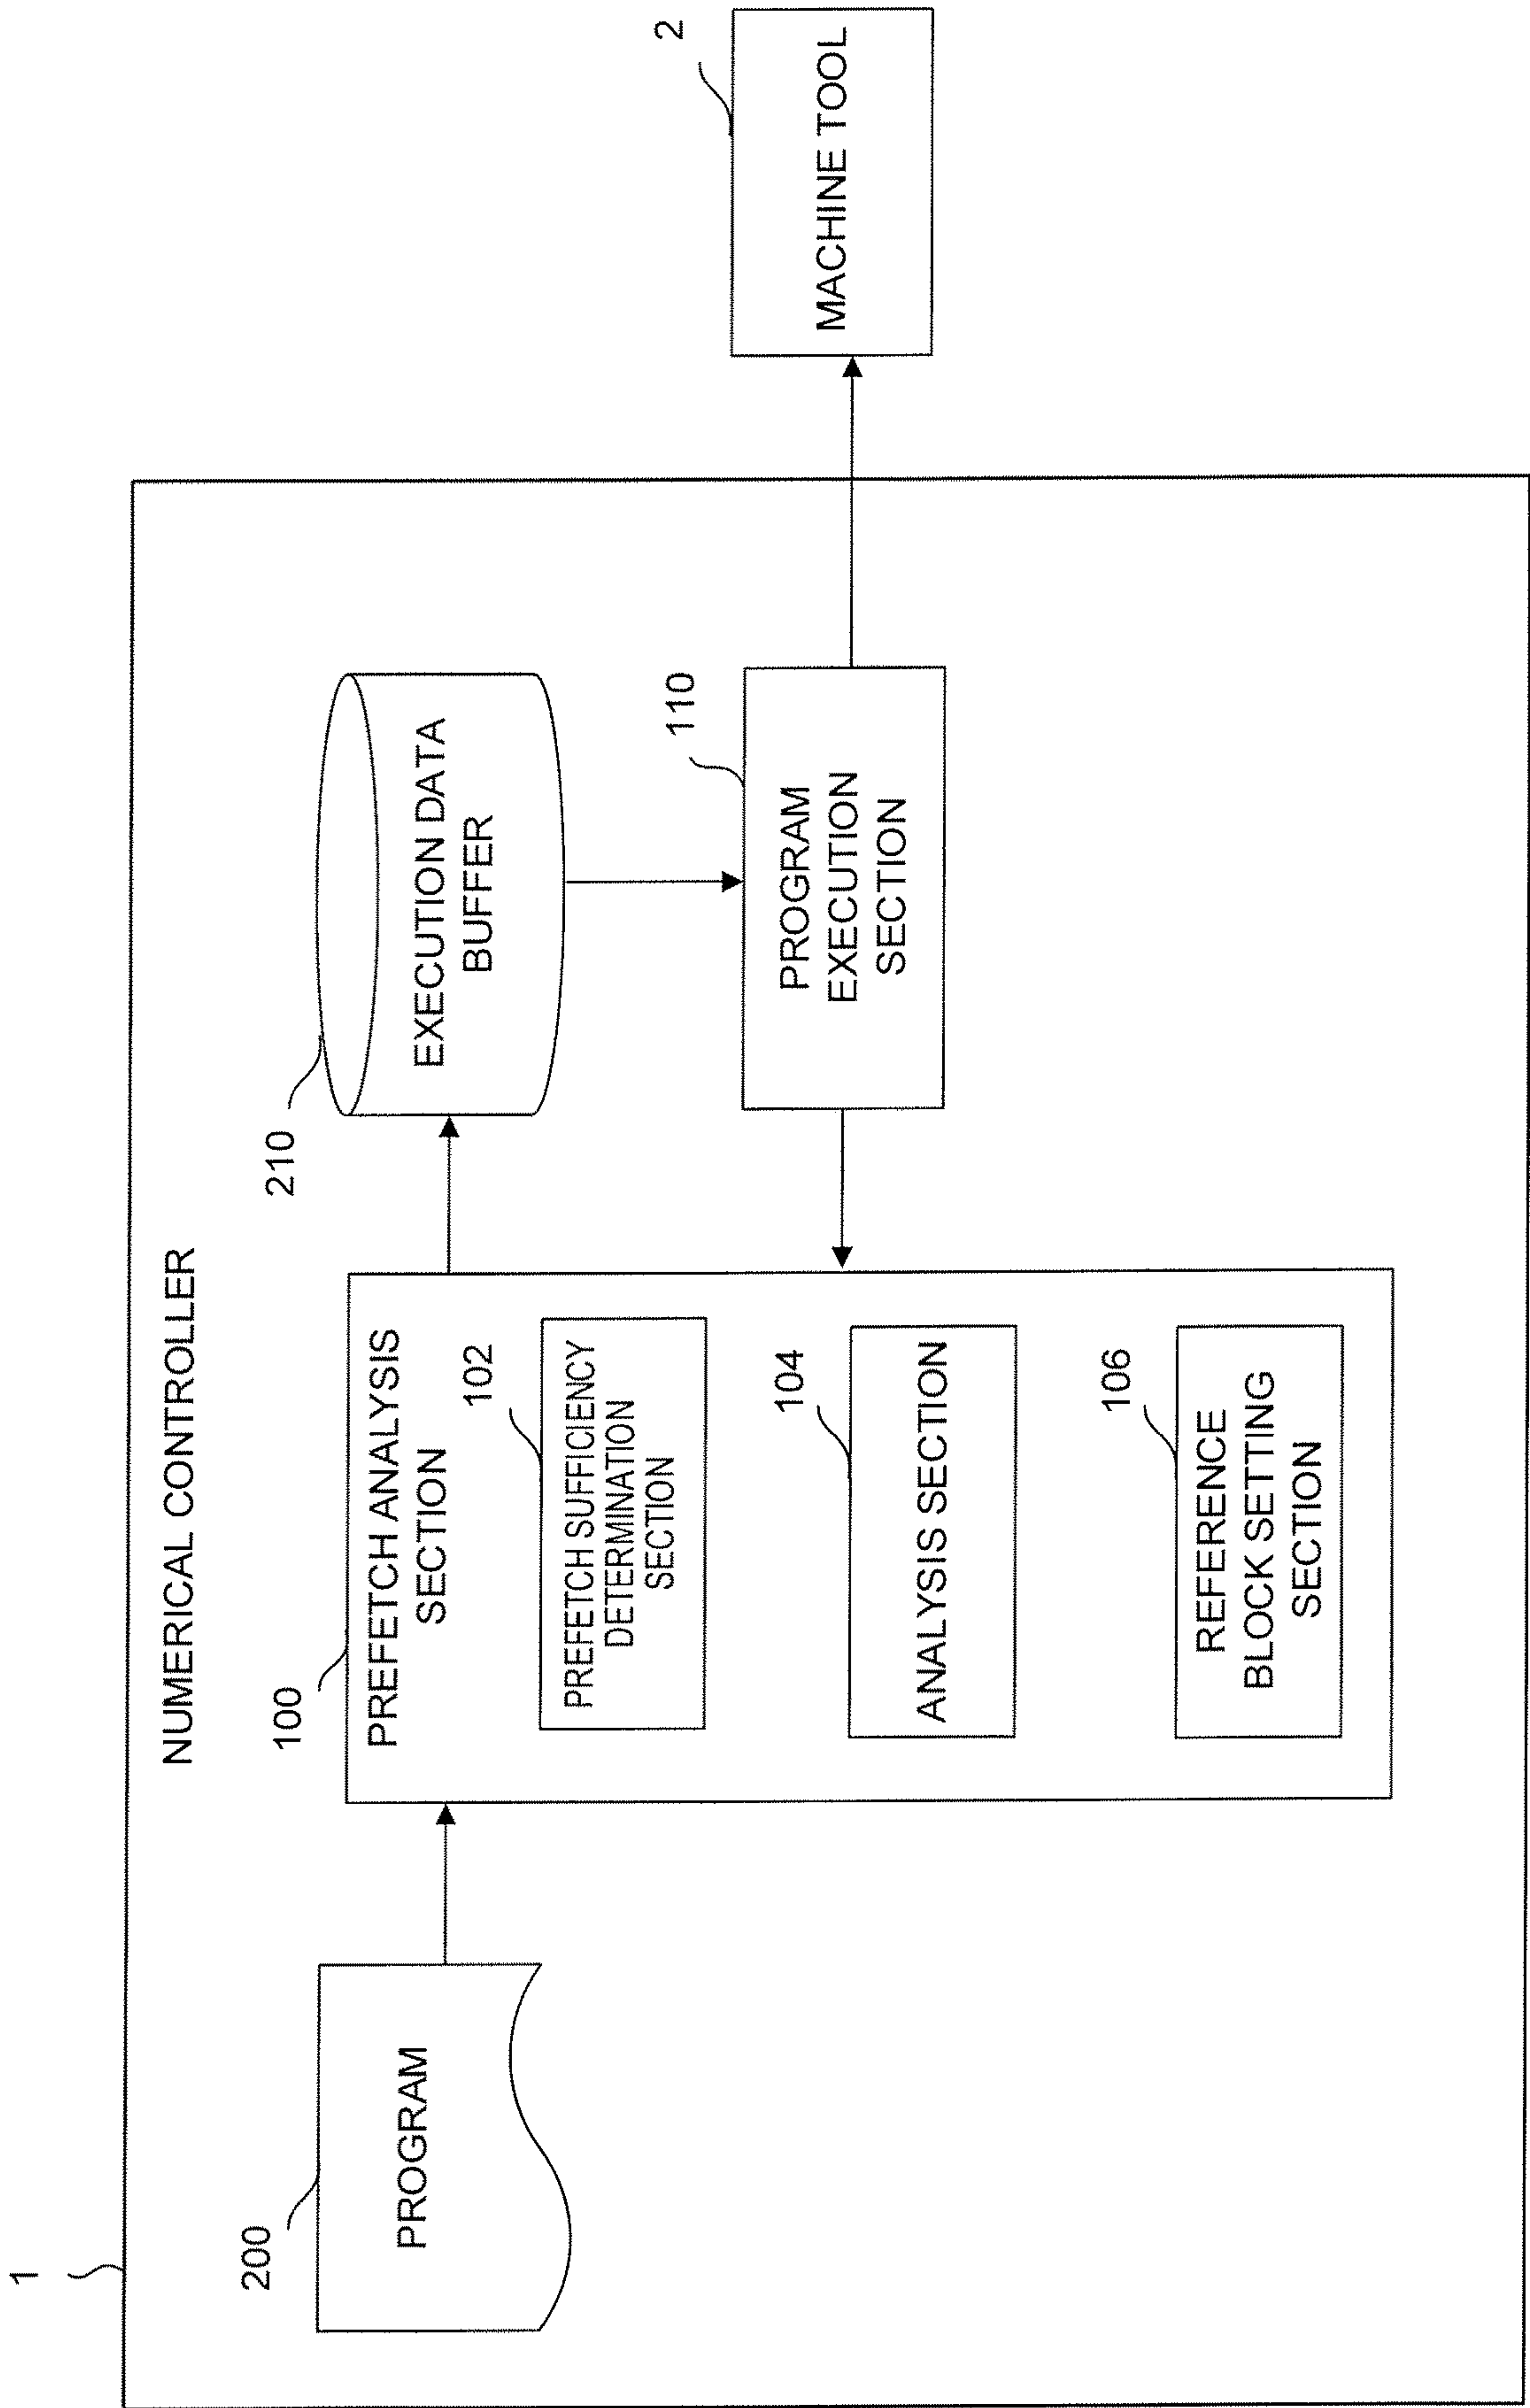 1
NUMERICAL CONTROLLER
200
PROGRAM
100
PREFETCH ANALYSIS
SECTION
102
PREFETCH SUFFICIENCY
DETERMINATION
SECTION
104
ANALYSIS SECTION
106
REFERENCE
BLOCK SETTING
SECTION
210
EXECUTION DATA
BUFFER
110
PROGRAM
EXECUTION
SECTION
2
MACHINE TOOL